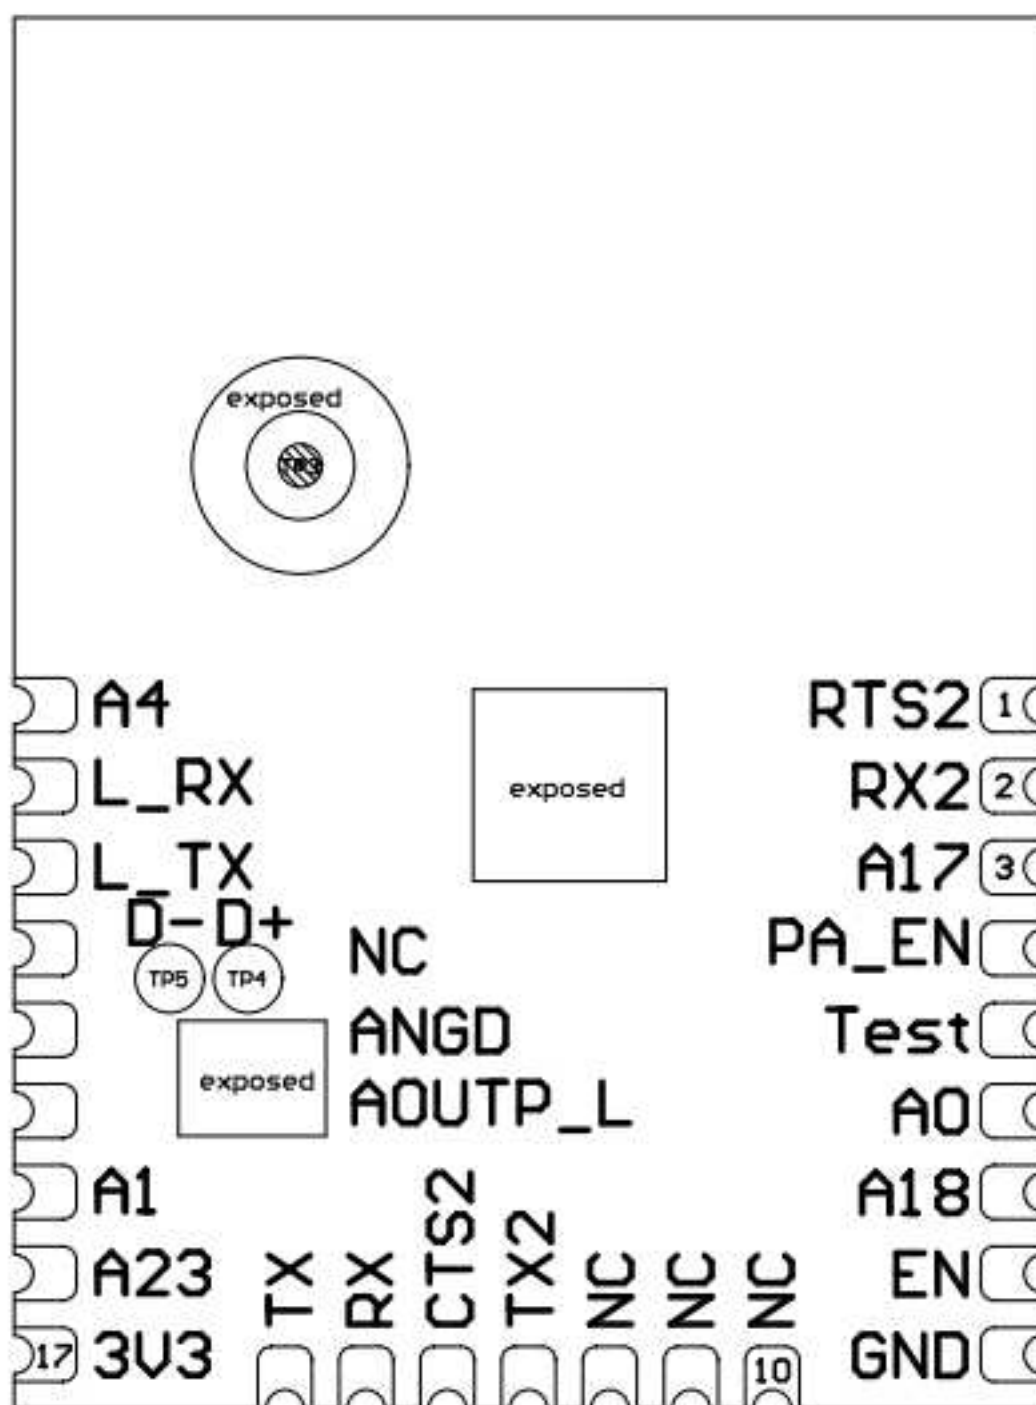 exposed
A4
RTS2 1
L_RX
exposed
RX2 2
L_TX
A17 3
D- D+
TP5 TP4
NC
PA_EN
ANGD
Test
exposed
AOUTP_L
A0
A1
A18
A23
EN
17 3V3
GND
TX
RX
CTS2
TX2
NC
NC
NC
10